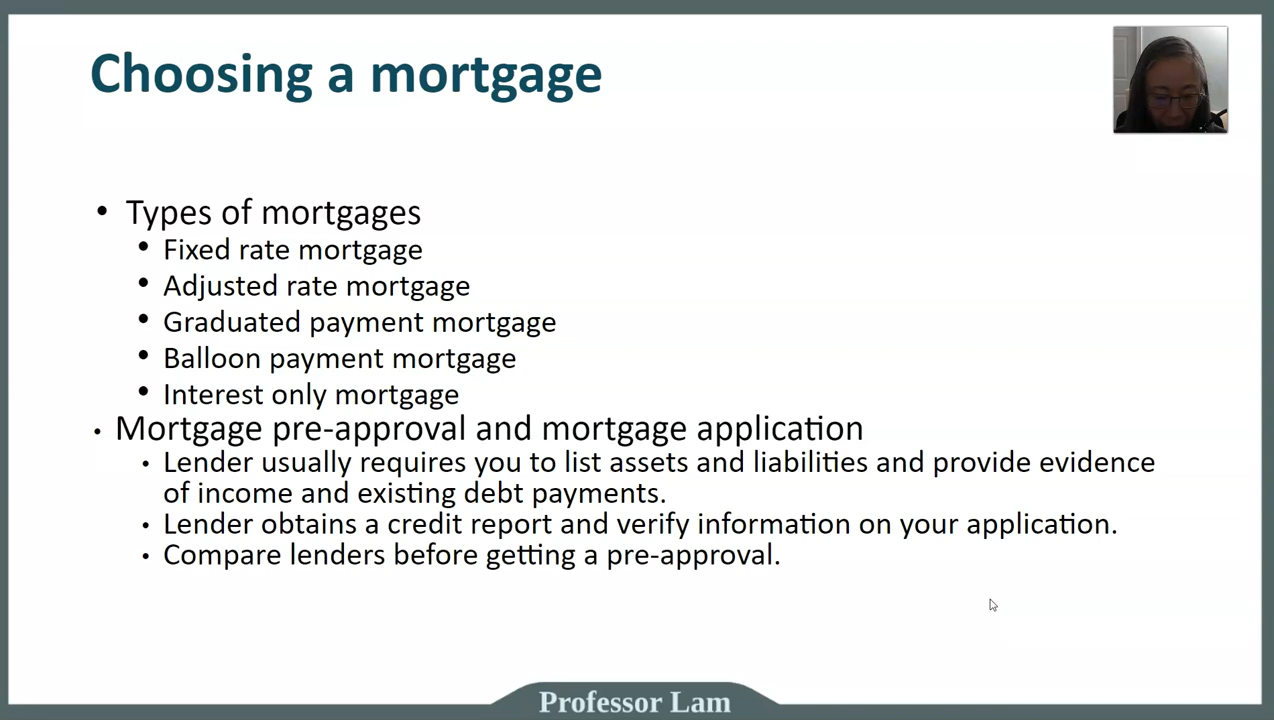 Choosing a mortgage
• Types of mortgages
• Fixed rate mortgage
• Adjusted rate mortgage
• Graduated payment mortgage
• Balloon payment mortgage
• Interest only mortgage
• Mortgage pre-approval and mortgage application
• Lender usually requires you to list assets and liabilities and provide evidence
of income and existing debt payments.
• Lender obtains a credit report and verify information on your application.
• Compare lenders before getting a pre-approval.
Professor Lam